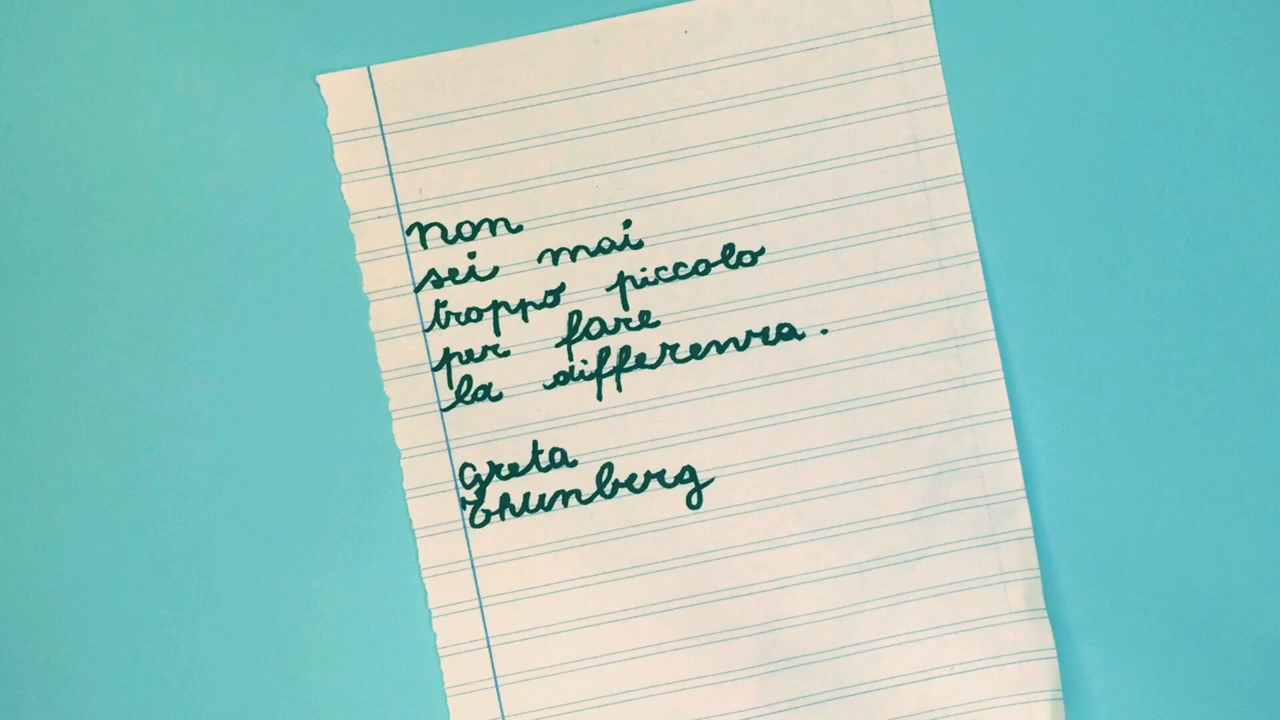 non
sei mai
troppo piccolo
per fare
la differenza.
Greta
Thunberg